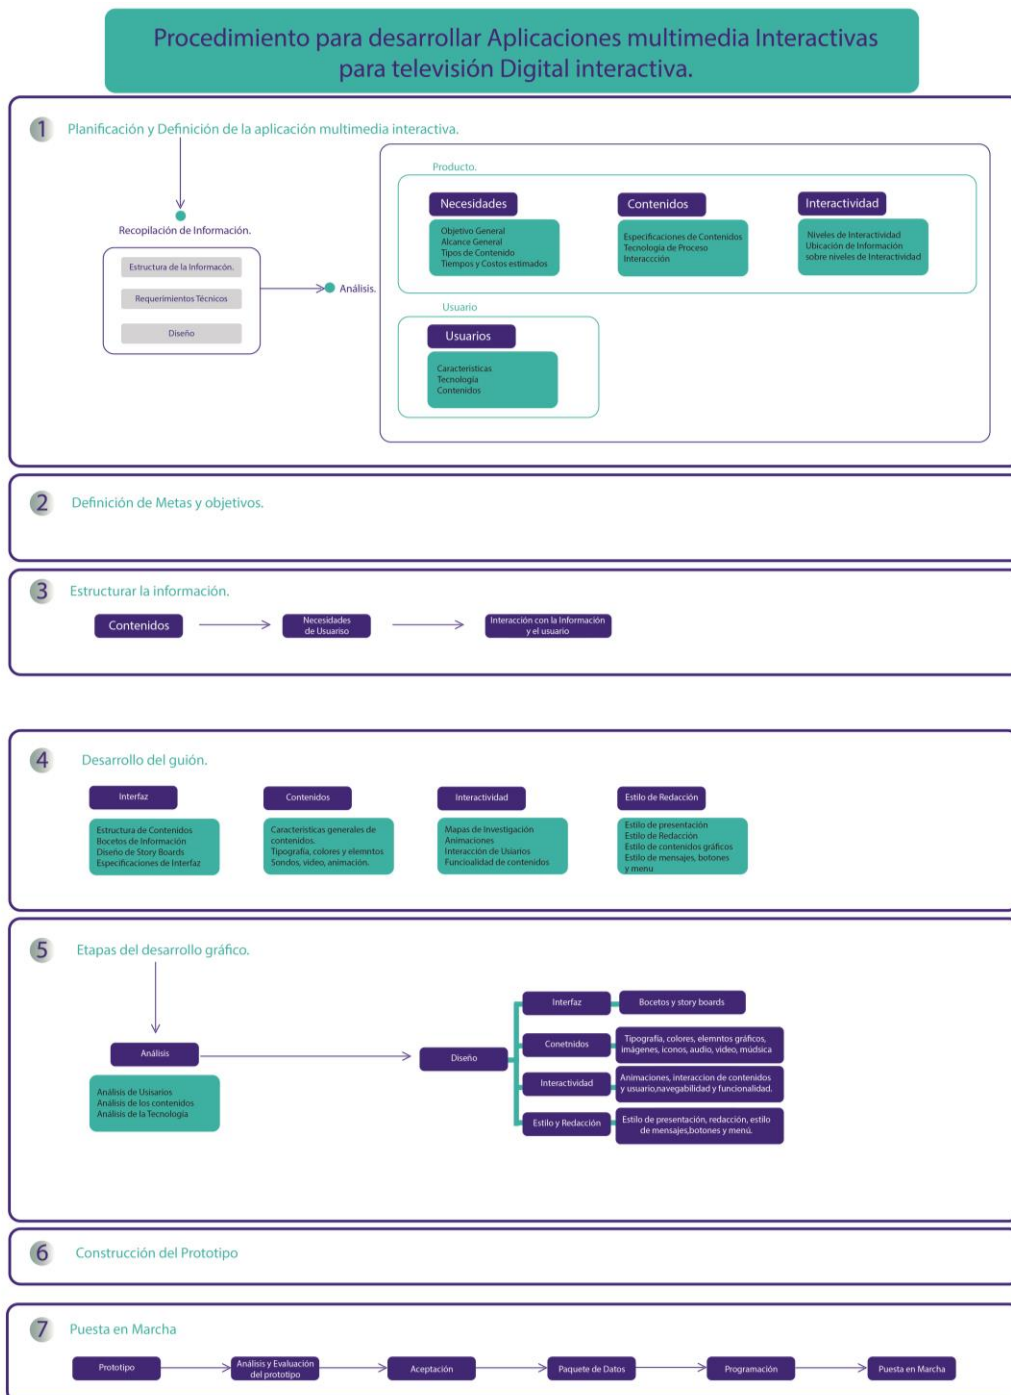 Procedimiento para desarrollar Aplicaciones multimedia Interactivas
para televisión Digital interactiva.
1 Planificación y Definición de la aplicación multimedia interactiva.
Recopilación de Información.
Estructura de la Informacón.
Requerimientos Técnicos
Diseño
Análisis.
Producto.
Necesidades
Objetivo General
Alcance General
Tipos de Contenido
Tiempos y Costos estimados
Contenidos
Especificaciones de Contenidos
Tecnología de Proceso
Interaccción
Interactividad
Niveles de Interactividad
Ubicación de Información
sobre niveles de Interactividad
Usuario
Usuarios
Características
Tecnología
Contenidos
2 Definición de Metas y objetivos.
3 Estructurar la información.
Contenidos
Necesidades
de Usuariso
Interacción con la Información
y el usuario
4 Desarrollo del guión.
Interfaz
Estructura de Contenidos
Bocetos de Información
Diseño de Story Boards
Especificaiones de Interfaz
Contenidos
Características generales de
contenidos.
Tipografía, colores y elemntos
Sondos, video, animación.
Interactividad
Mapas de Investigación
Animaciones
Interacción de Usiarios
Funcioalidad de contenidos
Estilo de Redacción
Estilo de presentación
Estilo de Redacción
Estilo de contenidos gráficos
Estilo de mensajes, botones
y menu
5 Etapas del desarrollo gráfico.
Análisis
Análisis de Usisarios
Análisis de los contenidos
Análisis de la Tecnología
Diseño
Interfaz
Bocetos y story boards
Conetnidos
Tipografía, colores, elemntos gráficos,
imágenes, iconos, audio, video, múdsica
Interactividad
Animaciones, interaccion de contenidos
y usuario,navegabilidad y funcionalidad.
Estilo y Redacción
Estilo de presentación, redacción, estilo
de mensajes,botones y menú.
6 Construcción del Prototipo
7 Puesta en Marcha
Prototipo
Análisis y Evaluación
del prototipo
Aceptación
Paquete de Datos
Programación
Puesta en Marcha